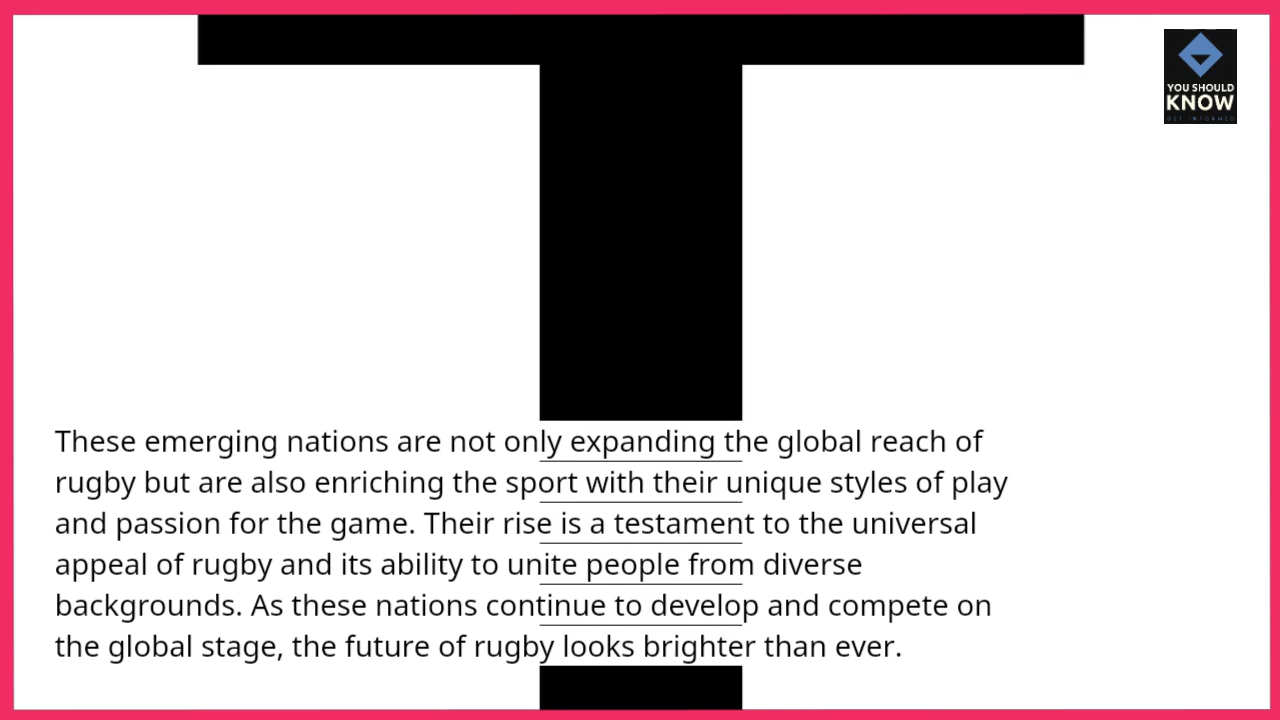 T
YOU SHOULD
KNOW
GET INFORMED
These emerging nations are not only expanding the global reach of
rugby but are also enriching the sport with their unique styles of play
and passion for the game. Their rise is a testament to the universal
appeal of rugby and its ability to unite people from diverse
backgrounds. As these nations continue to develop and compete on
the global stage, the future of rugby looks brighter than ever.